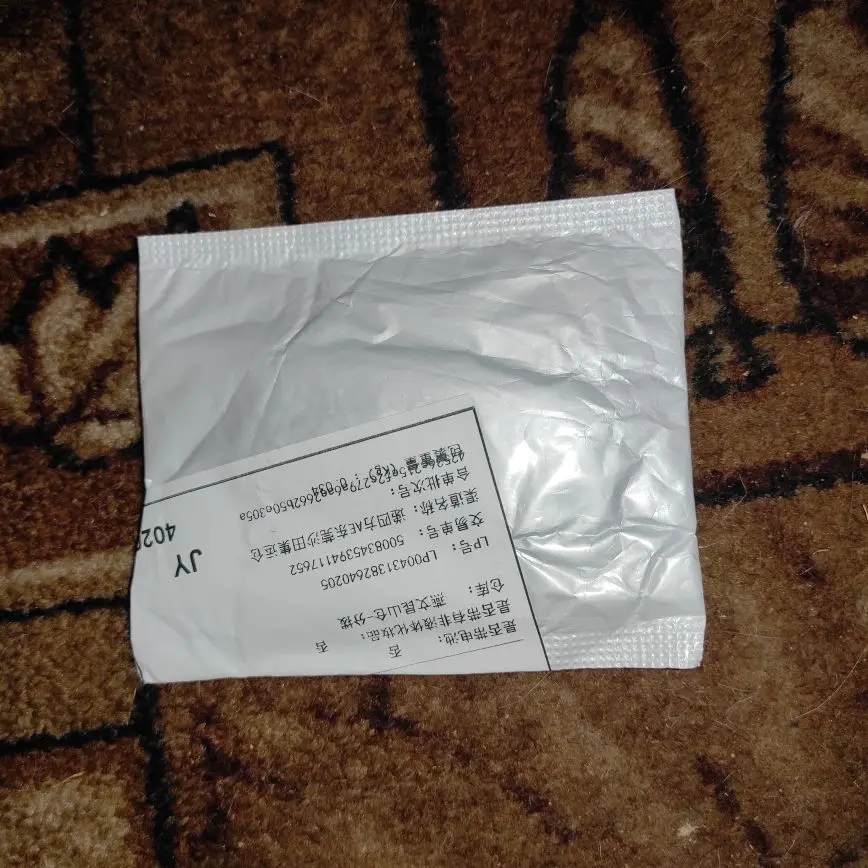 是否带电池: 否
是否带有非液体化妆品: 否
仓库: 燕文昆山仓-分拨
LP号: LP00431382640205
交易单号: 5008345394117652
渠道名称: 递四方AE东莞沙田集运仓
合单批次号:
包裹重量(kg): 0.034
JY
402